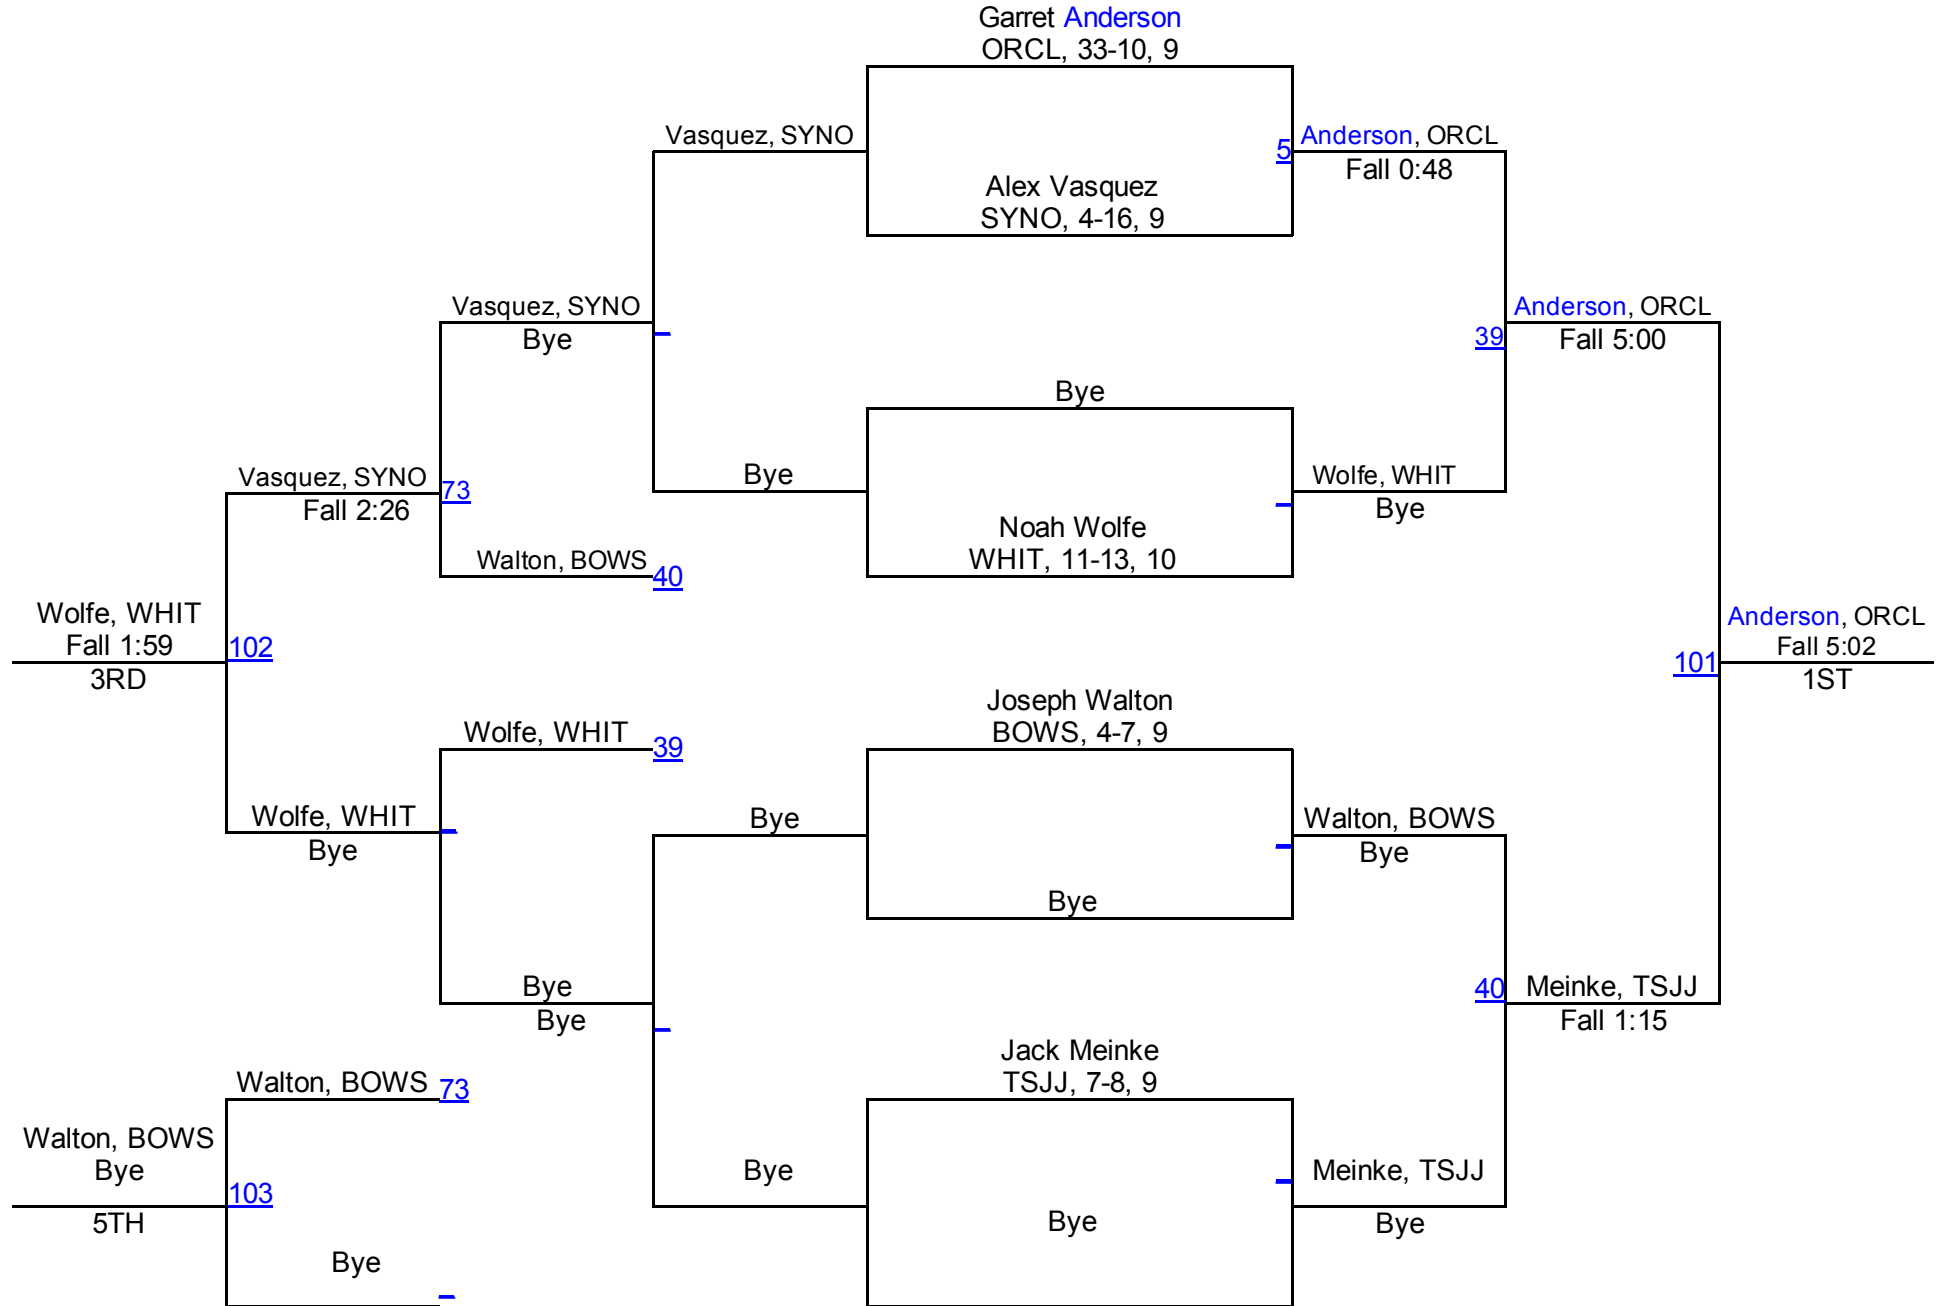 Garret Anderson
ORCL, 33-10, 9
Vasquez, SYNO
5
Anderson, ORCL
Fall 0:48
Alex Vasquez
SYNO, 4-16, 9
Vasquez, SYNO
Bye
Anderson, ORCL
39
Fall 5:00
Bye
Bye
Wolfe, WHIT
Bye
Vasquez, SYNO
73
Fall 2:26
Noah Wolfe
WHIT, 11-13, 10
Walton, BOWS
40
Wolfe, WHIT
Fall 1:59
102
3RD
Anderson, ORCL
Fall 5:02
101
1ST
Joseph Walton
BOWS, 4-7, 9
Wolfe, WHIT
39
Wolfe, WHIT
Bye
Bye
Walton, BOWS
Bye
Bye
Bye
Bye
40
Meinke, TSJJ
Fall 1:15
Jack Meinke
TSJJ, 7-8, 9
Walton, BOWS
73
Walton, BOWS
Bye
103
5TH
Bye
Meinke, TSJJ
Bye
Bye
Bye